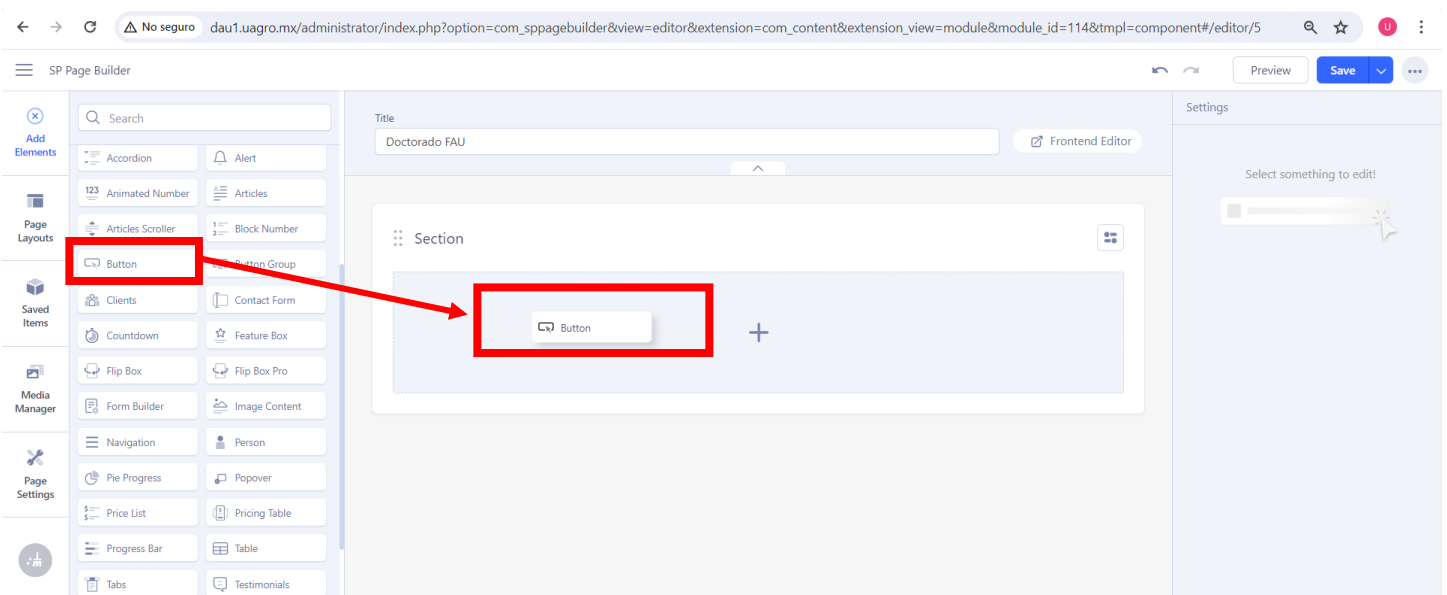 No seguro
dau1.uagro.mx/administrator/index.php?option=com_sppagebuilder&view=editor&extension=com_content&extension_view=module&module_id=114&tmpl=component#/editor/5
U
SP Page Builder
Preview
Save
Add
Elements
Page
Layouts
Saved
Items
Media
Manager
Page
Settings
Search
Accordion
Alert
123 Animated Number
Articles
Articles Scroller
Block Number
Button
Button Group
Clients
Contact Form
Countdown
Feature Box
Flip Box
Flip Box Pro
Form Builder
Image Content
Navigation
Person
Pie Progress
Popover
Price List
Pricing Table
Progress Bar
Table
Tabs
Testimonials
Title
Doctorado FAU
Frontend Editor
Section
Button
Settings
Select something to edit!